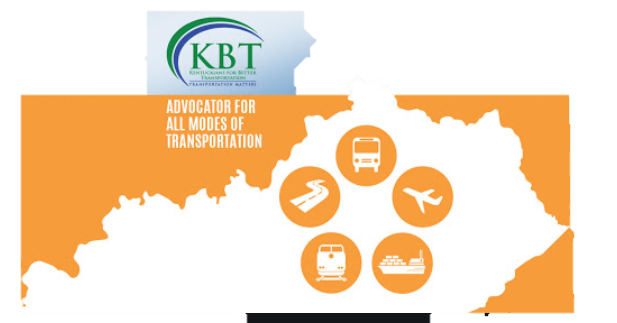 KBT
KENTUCKIANS FOR BETTER
TRANSPORTATION
TRANSPORTATION MATTERS
ADVOCATOR FOR
ALL MODES OF
TRANSPORTATION